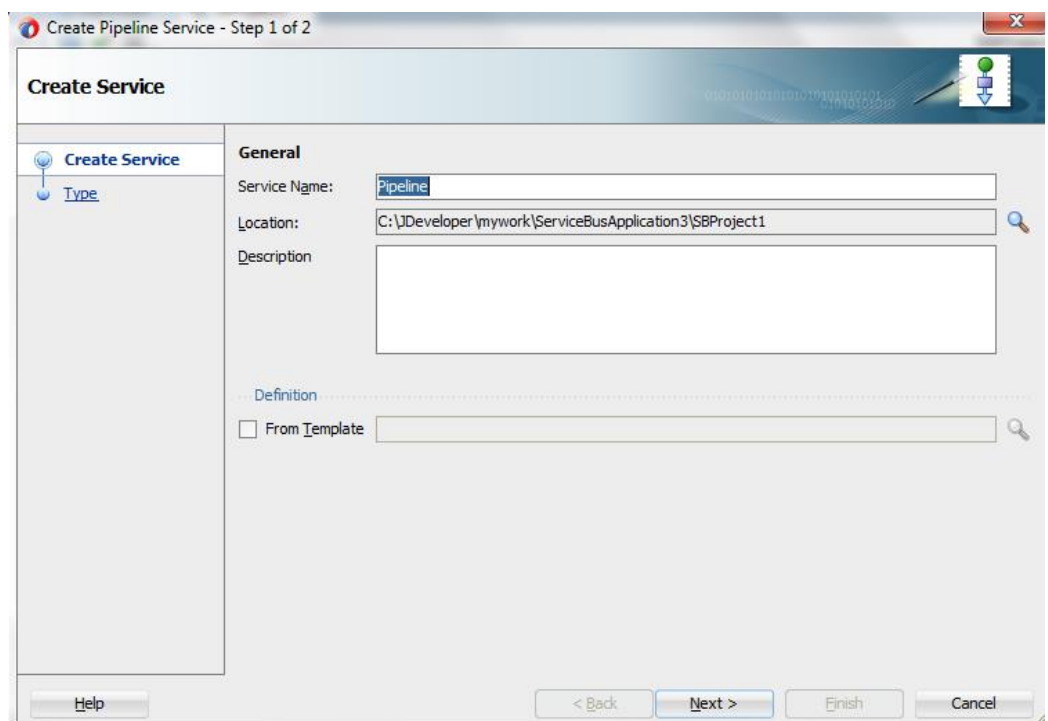 Create Pipeline Service - Step 1 of 2
Create Service
Create Service
Type
General
Service Name: Pipeline
Location: C:\JDeveloper\mywork\ServiceBusApplication3\SBProject1
Description
Definition
From Template
Help < Back Next > Finish Cancel